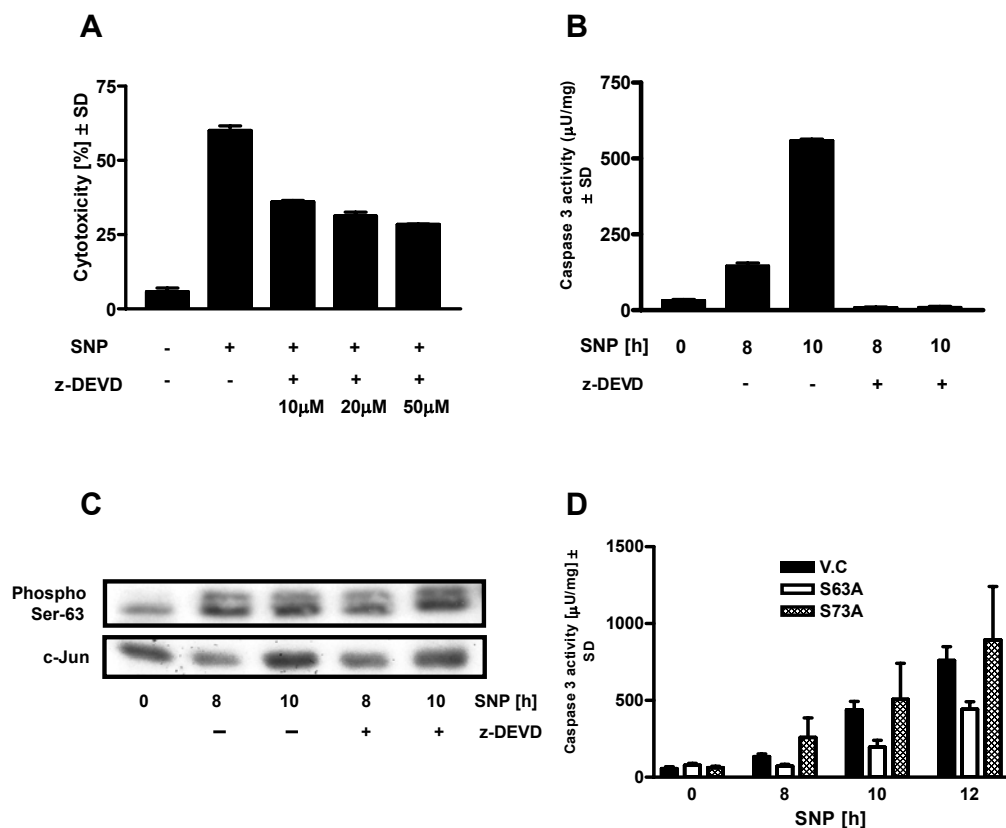 A
Cytotoxicity [%] ± SD
75
50
25
0
SNP - + + + +
z-DEVD - - + + +
10μM 20μM 50μM
B
Caspase 3 activity (μU/mg)
± SD
750
500
250
0
SNP [h] 0 8 10 8 10
z-DEVD - - + +
C
Phospho
Ser-63
c-Jun
0 8 10 8 10 SNP [h]
– – + + z-DEVD
D
Caspase 3 activity [μU/mg] ±
SD
1500
1000
500
0
V.C
S63A
S73A
0 8 10 12
SNP [h]